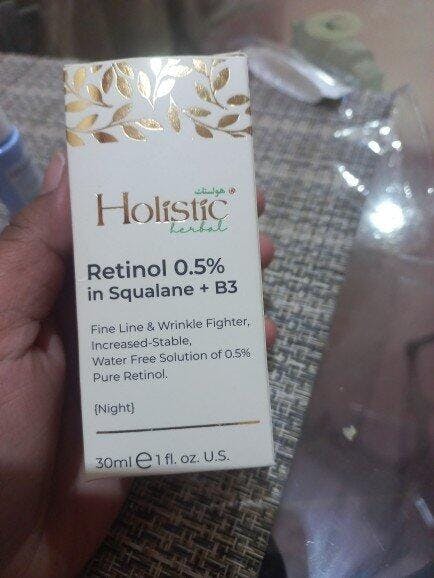 هولستك
Holistic
herbal
Retinol 0.5%
in Squalane + B3
Fine Line & Wrinkle Fighter,
Increased-Stable,
Water Free Solution of 0.5%
Pure Retinol.
{Night}
30ml e 1 fl. oz. U.S.